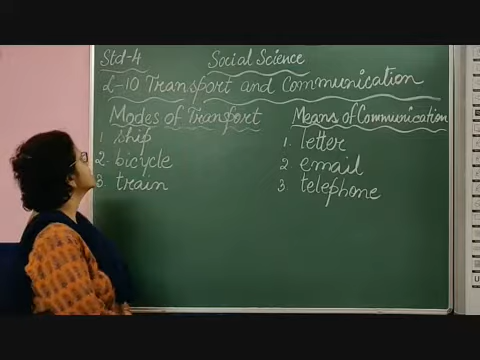 Std-4 Social Science
L-10 Transport and Communication
Modes of Transport
1. ship
2. bicycle
3. train
Means of Communication
1. letter
2. email
3. telephone